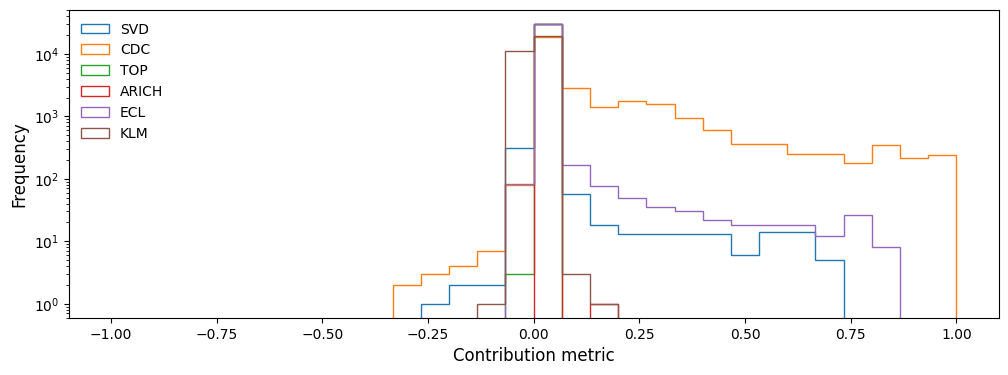 SVD
CDC
TOP
ARICH
ECL
KLM
Frequency
10⁴
10³
10²
10¹
10⁰
−1.00 −0.75 −0.50 −0.25 0.00 0.25 0.50 0.75 1.00
Contribution metric